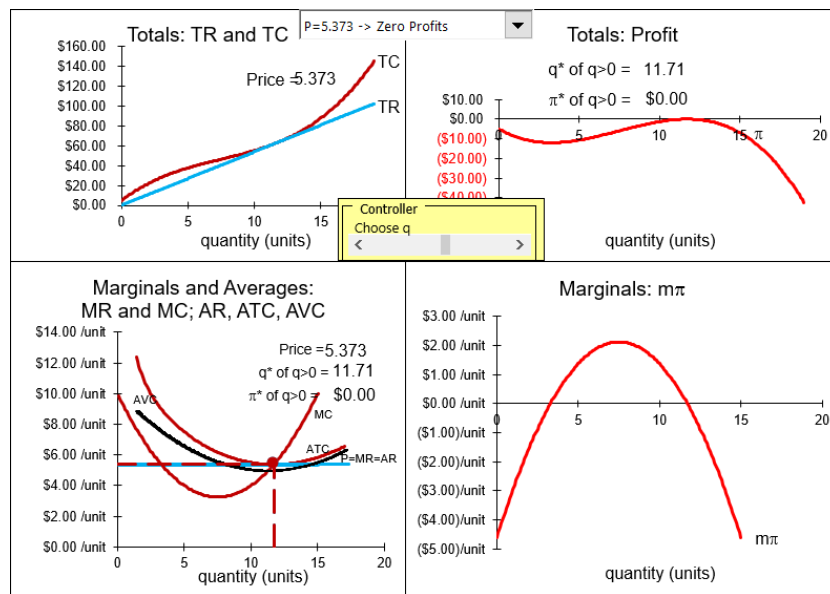 P=5.373 -> Zero Profits
Totals: TR and TC
$160.00
$140.00
$120.00
$100.00
$80.00
$60.00
$40.00
$20.00
$0.00
Price =5.373
TC
TR
0
5
10
15
quantity (units)
Totals: Profit
q* of q>0 = 11.71
π* of q>0 = $0.00
$10.00
$0.00
($10.00)
($20.00)
($30.00)
($40.00)
0
5
10
15
20
π
quantity (units)
Controller
Choose q
Marginals and Averages:
MR and MC; AR, ATC, AVC
$14.00 /unit
$12.00 /unit
$10.00 /unit
$8.00 /unit
$6.00 /unit
$4.00 /unit
$2.00 /unit
$0.00 /unit
Price =5.373
q* of q>0 = 11.71
π* of q>0 = $0.00
AVC
MC
ATC
P=MR=AR
0
5
10
15
20
quantity (units)
Marginals: mπ
$3.00 /unit
$2.00 /unit
$1.00 /unit
$0.00 /unit
($1.00)/unit
($2.00)/unit
($3.00)/unit
($4.00)/unit
($5.00)/unit
0
5
10
15
20
mπ
quantity (units)